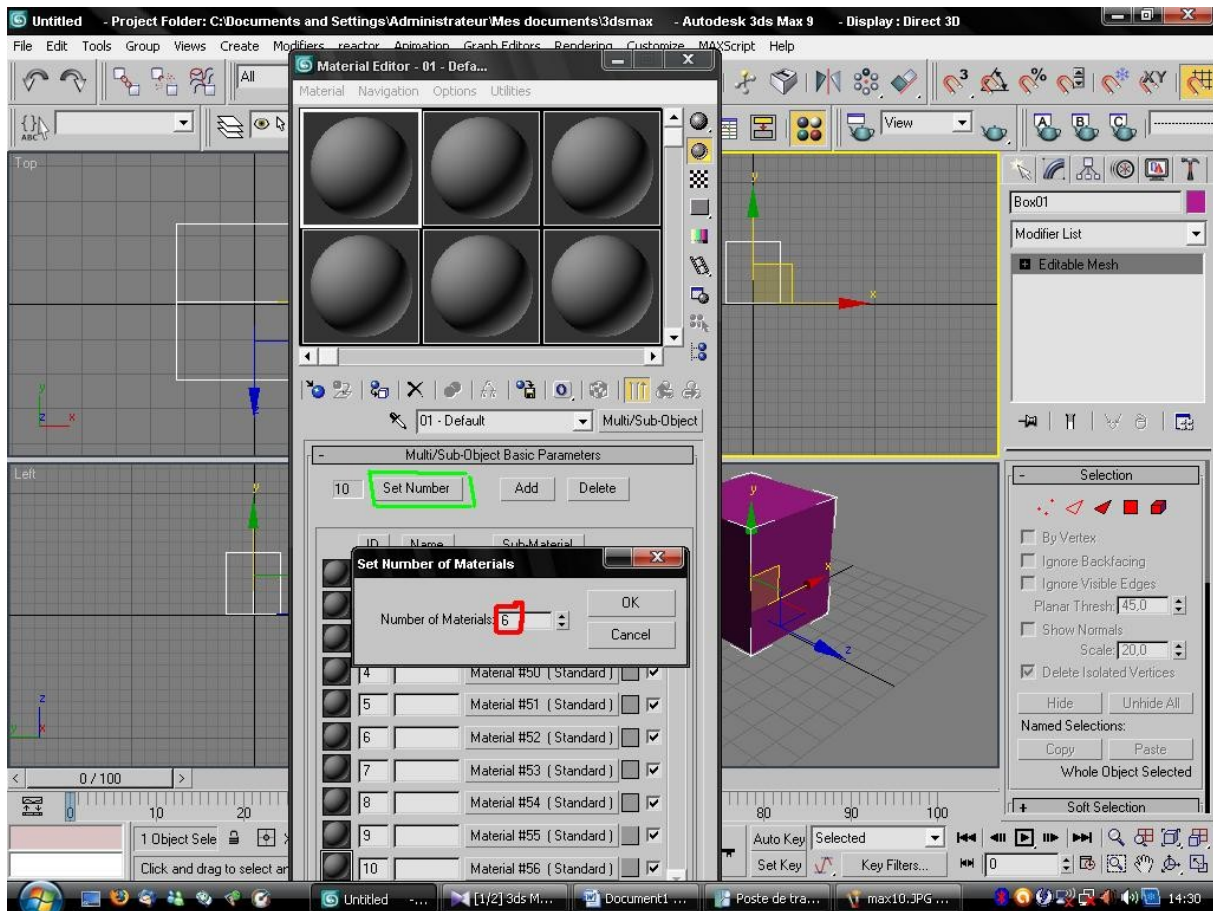 Untitled - Project Folder: C:\Documents and Settings\Administrateur\Mes documents\3dsmax - Autodesk 3ds Max 9 - Display : Direct 3D
File Edit Tools Group Views Create Modifiers reactor Animation Graph Editors Rendering Customize MAXScript Help
Material Editor - 01 - Defa...
Material Navigation Options Utilities
All
ABC
View
A B C
Top
Box01
Modifier List
Editable Mesh
01 - Default
Multi/Sub-Object
- Multi/Sub-Object Basic Parameters
10 Set Number Add Delete
ID Name Sub-Material
Set Number of Materials
Number of Materials: 6
OK
Cancel
4 Material #50 ( Standard )
5 Material #51 ( Standard )
6 Material #52 ( Standard )
7 Material #53 ( Standard )
8 Material #54 ( Standard )
9 Material #55 ( Standard )
10 Material #56 ( Standard )
Left
- Selection
By Vertex
Ignore Backfacing
Ignore Visible Edges
Planar Thresh: 45,0
Show Normals
Scale: 20,0
Delete Isolated Vertices
Hide Unhide All
Named Selections:
Copy Paste
Whole Object Selected
+ Soft Selection
< 0 / 100 >
0 10 20 80 90 100
1 Object Sele
Click and drag to select an
Auto Key Selected
Set Key Key Filters...
0
Untitled -... [1/2] 3ds M... Document1 ... Poste de tra... max10.JPG ... 14:30